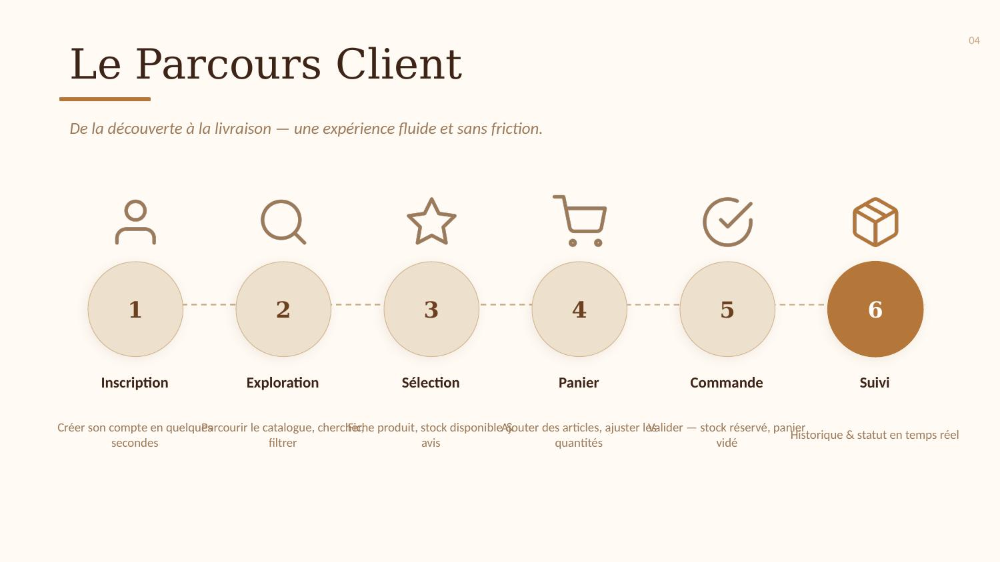 04
Le Parcours Client
De la découverte à la livraison — une expérience fluide et sans friction.
1
2
3
4
5
6
Inscription
Exploration
Sélection
Panier
Commande
Suivi
Créer son compte en quelques
secondes
Parcourir le catalogue, chercher,
filtrer
Fiche produit, stock disponible &
avis
Ajouter des articles, ajuster les
quantités
Valider — stock réservé, panier
vidé
Historique & statut en temps réel